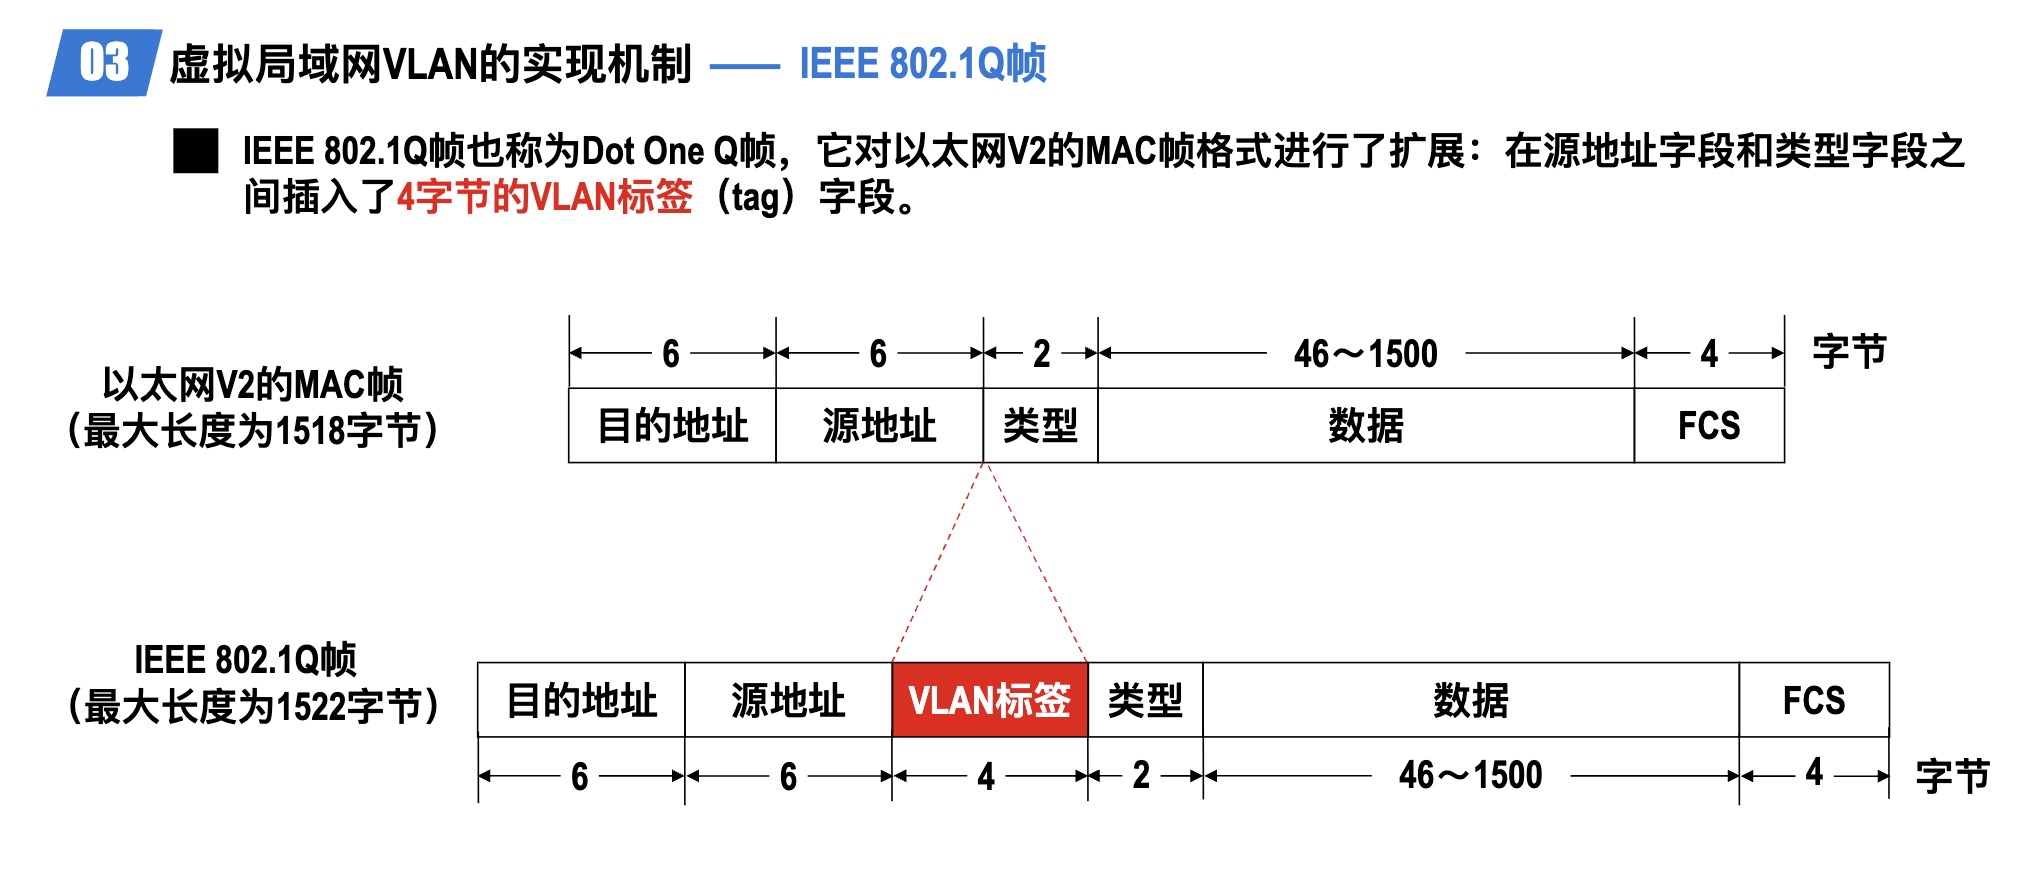 03 虚拟局域网VLAN的实现机制 —— IEEE 802.1Q帧
IEEE 802.1Q帧也称为Dot One Q帧，它对以太网V2的MAC帧格式进行了扩展：在源地址字段和类型字段之
间插入了4字节的VLAN标签（tag）字段。
6 6 2 46～1500 4 字节
以太网V2的MAC帧
（最大长度为1518字节）
目的地址 源地址 类型 数据 FCS
IEEE 802.1Q帧
（最大长度为1522字节）
目的地址 源地址 VLAN标签 类型 数据 FCS
6 6 4 2 46～1500 4 字节